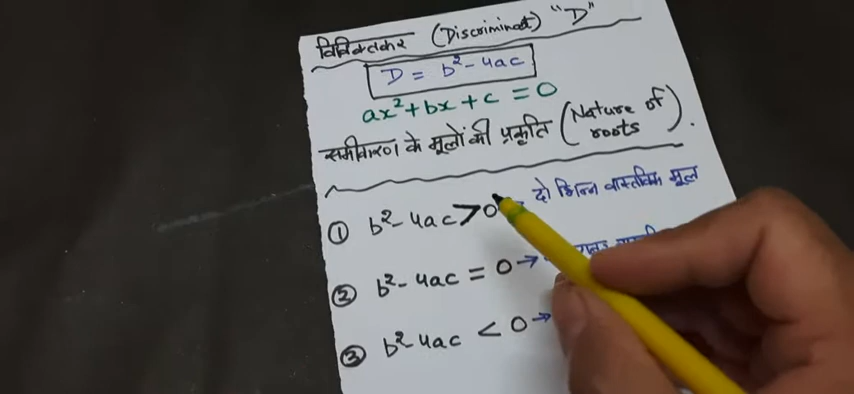 विविक्तकर (Discriminant) "D"
D = b²-4ac
ax²+bx+c = 0
समीकरण के मूलों की प्रकृति (Nature of roots).
① b²-4ac > 0 दो भिन्न वास्तविक मूल
② b²-4ac = 0 →
③ b²-4ac < 0 →